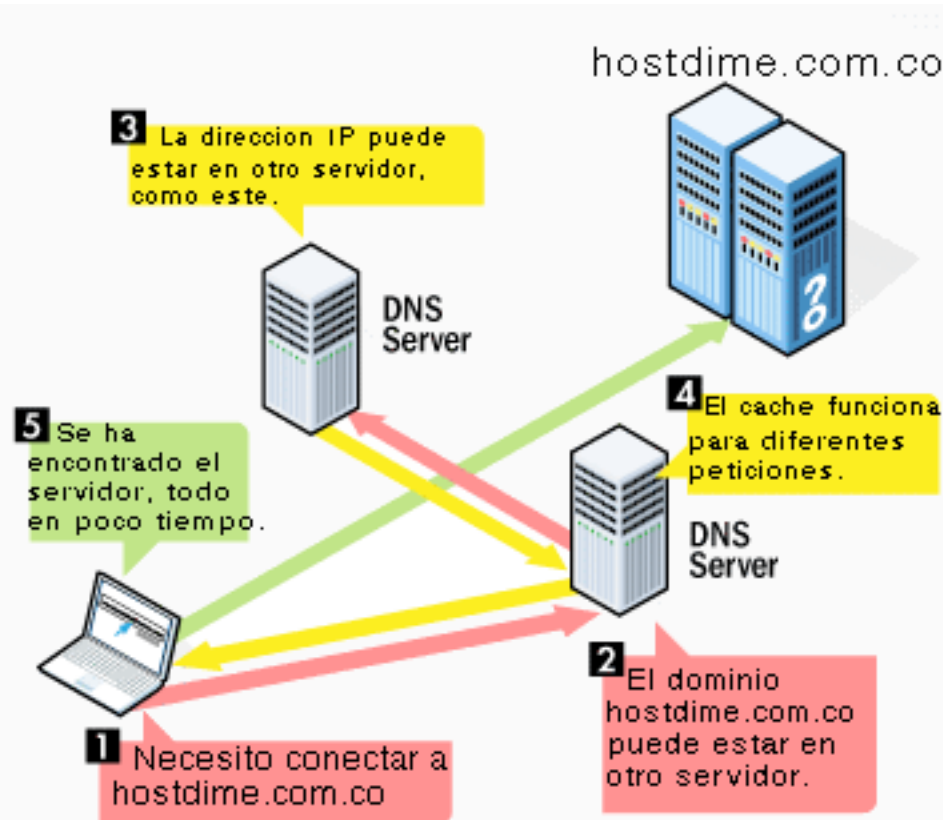 hostdime.com.co
3 La direccion IP puede
estar en otro servidor,
como este.
DNS
Server
4 El cache funciona
para diferentes
peticiones.
5 Se ha
encontrado el
servidor, todo
en poco tiempo.
DNS
Server
2 El dominio
hostdime.com.co
puede estar en
otro servidor.
1 Necesito conectar a
hostdime.com.co